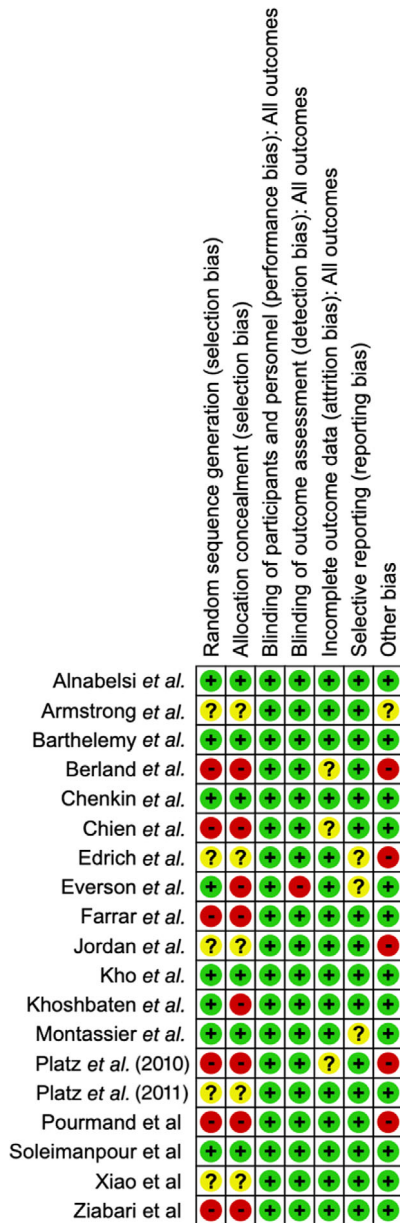 Random sequence generation (selection bias)
Allocation concealment (selection bias)
Blinding of participants and personnel (performance bias): All outcomes
Blinding of outcome assessment (detection bias): All outcomes
Incomplete outcome data (attrition bias): All outcomes
Selective reporting (reporting bias)
Other bias
Alnabelsi et al. + + + + + + +
Armstrong et al. ? ? + + + + ?
Barthelemy et al. + + + + + + +
Berland et al. - - + + ? + -
Chenkin et al. + + + + + + +
Chien et al. - - + + ? + +
Edrich et al. ? ? + + + ? -
Everson et al. + - + - + ? +
Farrar et al. - - + + + + +
Jordan et al. ? ? + + + + -
Kho et al. + + + + + + +
Khoshbaten et al. + - + + + + +
Montassier et al. + + + + + ? +
Platz et al. (2010) - - + + ? + -
Platz et al. (2011) ? ? + + + + +
Pourmand et al - - + + + + -
Soleimanpour et al + + + + + + +
Xiao et al ? ? + + + + +
Ziabari et al - - + + + + +